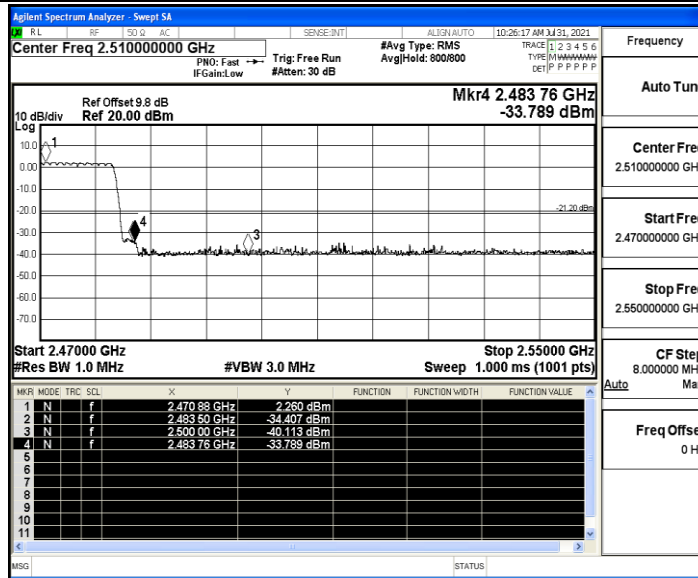 Agilent Spectrum Analyzer - Swept SA
RL RF 50 Ω AC SENSE:INT ALIGN AUTO 10:26:17 AM Jul 31, 2021
Center Freq 2.510000000 GHz #Avg Type: RMS TRACE 1 2 3 4 5 6
PNO: Fast Trig: Free Run Avg|Hold: 800/800 TYPE M W W W W W
IFGain:Low #Atten: 30 dB DET P P P P P P
Frequency
Auto Tun
Ref Offset 9.8 dB Mkr4 2.483 76 GHz
10 dB/div Ref 20.00 dBm -33.789 dBm
Log
10.0
0.00
-10.0
-20.0
-30.0
-40.0
-50.0
-60.0
-70.0
1
4
3
-21.20 dBm
Center Fre
2.510000000 GH
Start Fre
2.470000000 GH
Stop Fre
2.550000000 GH
Start 2.47000 GHz Stop 2.55000 GHz
#Res BW 1.0 MHz #VBW 3.0 MHz Sweep 1.000 ms (1001 pts)
CF Step
8.000000 MH
Auto Ma
Freq Offse
0 H
MKR MODE TRC SCL X Y FUNCTION FUNCTION WIDTH FUNCTION VALUE
1 N f 2.470 88 GHz 2.260 dBm
2 N f 2.483 50 GHz -34.407 dBm
3 N f 2.500 00 GHz -40.113 dBm
4 N f 2.483 76 GHz -33.789 dBm
5
6
7
8
9
10
11
MSG STATUS